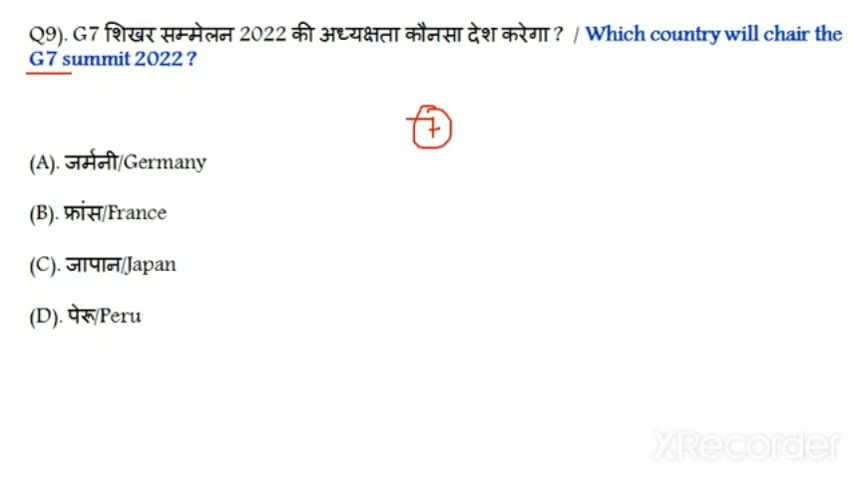 Q9). G7 शिखर सम्मेलन 2022 की अध्यक्षता कौनसा देश करेगा ? / Which country will chair the
G7 summit 2022 ?
7
(A). जर्मनी/Germany
(B). फ्रांस/France
(C). जापान/Japan
(D). पेरू/Peru
XRecorder